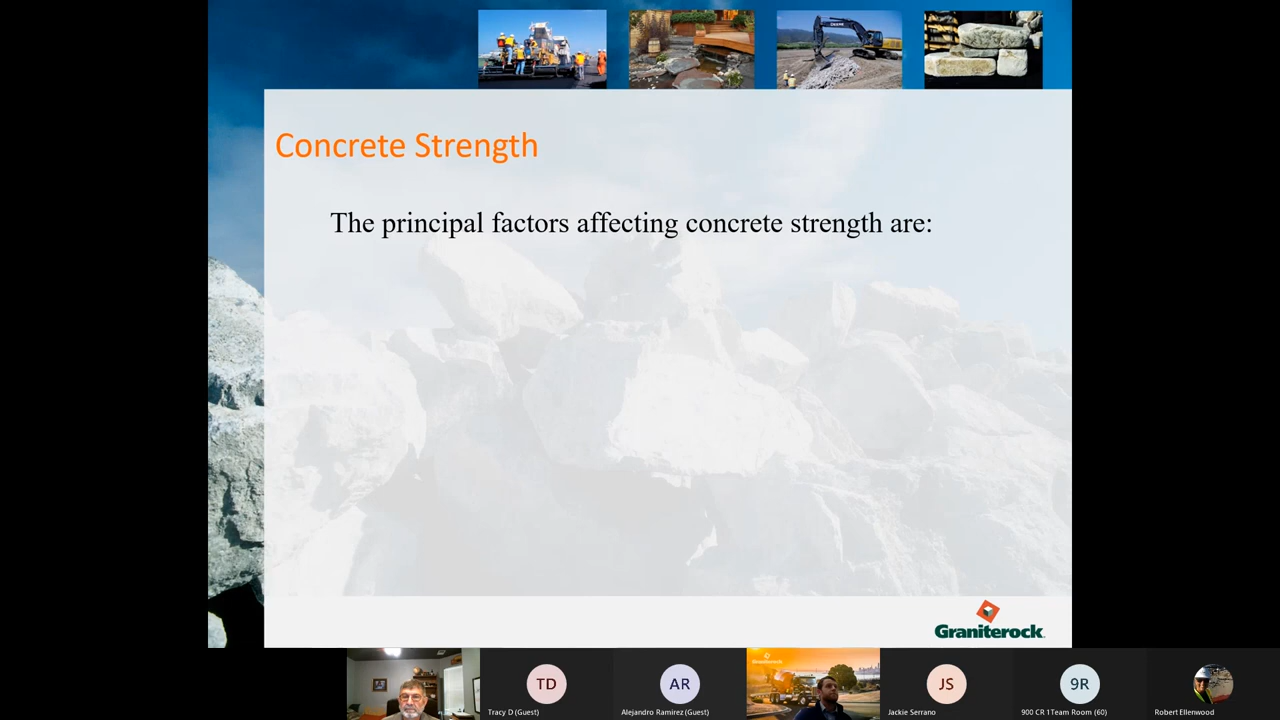 Concrete Strength
The principal factors affecting concrete strength are:
Graniterock
Graniterock
TD
AR
JS
9R
Tracy D (Guest)
Alejandro Ramirez (Guest)
Jackie Serrano
900 CR 1Team Room (60)
Robert Ellenwood